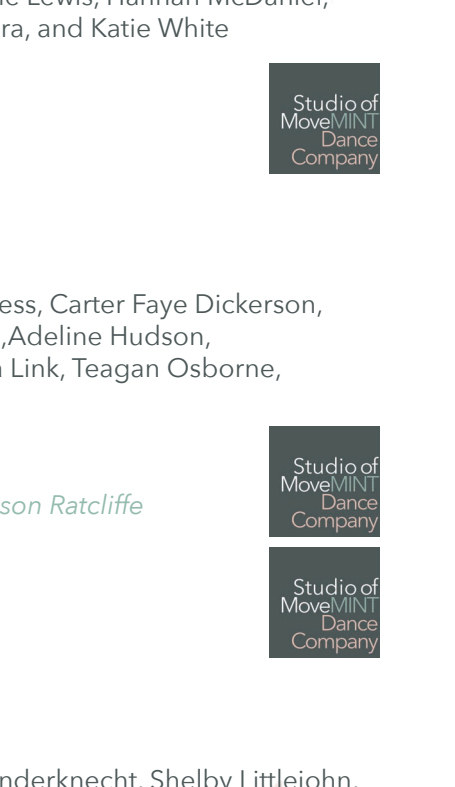 Lewis, Hannah McDaniel,
ra, and Katie White
Studio of
MoveMINT
Dance
Company
ess, Carter Faye Dickerson,
,Adeline Hudson,
Link, Teagan Osborne,
Studio of
MoveMINT
Dance
Company
son Ratcliffe
Studio of
MoveMINT
Dance
Company
nderknecht, Shelby Littlejohn,